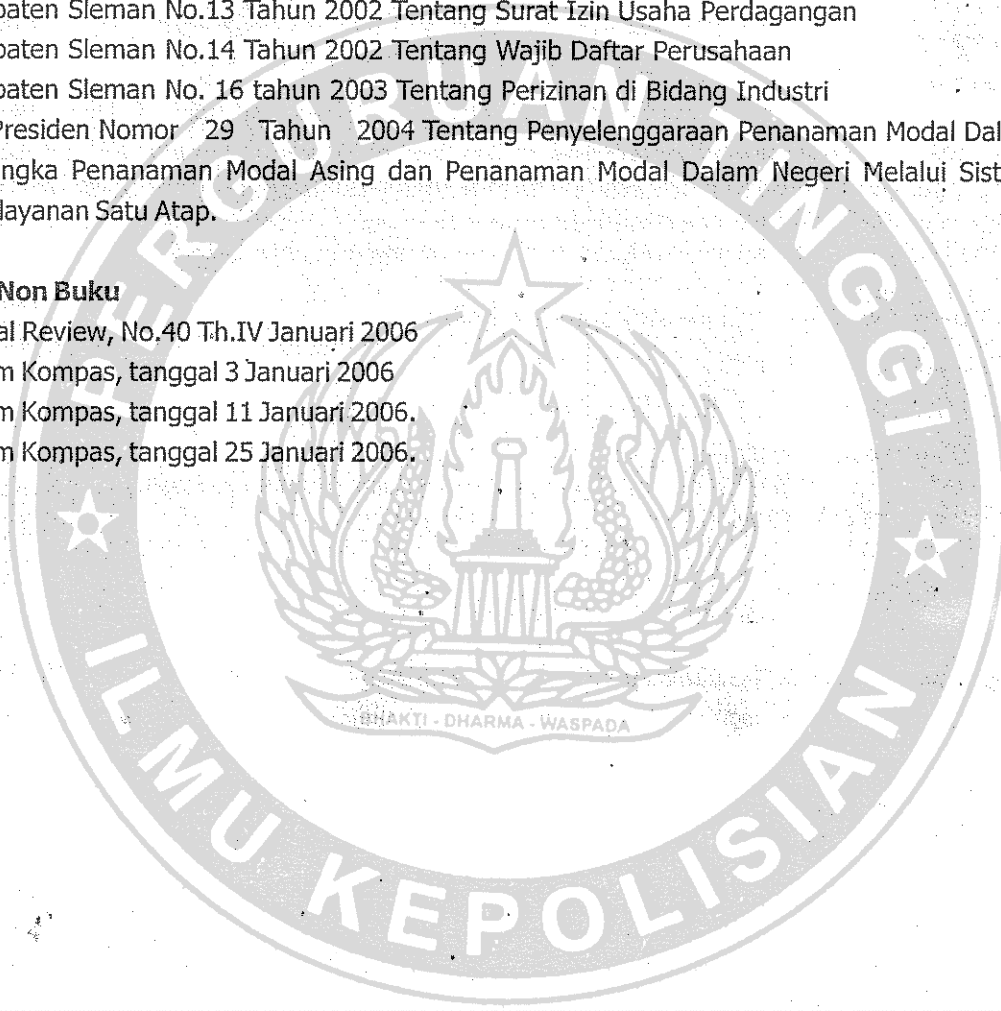 paten Sleman No.13 Tahun 2002 Tentang Surat Izin Usaha Perdagangan
paten Sleman No.14 Tahun 2002 Tentang Wajib Daftar Perusahaan
paten Sleman No. 16 tahun 2003 Tentang Perizinan di Bidang Industri
Presiden Nomor 29 Tahun 2004 Tentang Penyelenggaraan Penanaman Modal Dal
ngka Penanaman Modal Asing dan Penanaman Modal Dalam Negeri Melalui Sist
layanan Satu Atap.
Non Buku
al Review, No.40 Th.IV Januari 2006
m Kompas, tanggal 3 Januari 2006
m Kompas, tanggal 11 Januari 2006.
m Kompas, tanggal 25 Januari 2006.
PERGURUAN TINGGI
BHAKTI - DHARMA - WASPADA
ILMU KEPOLISIAN